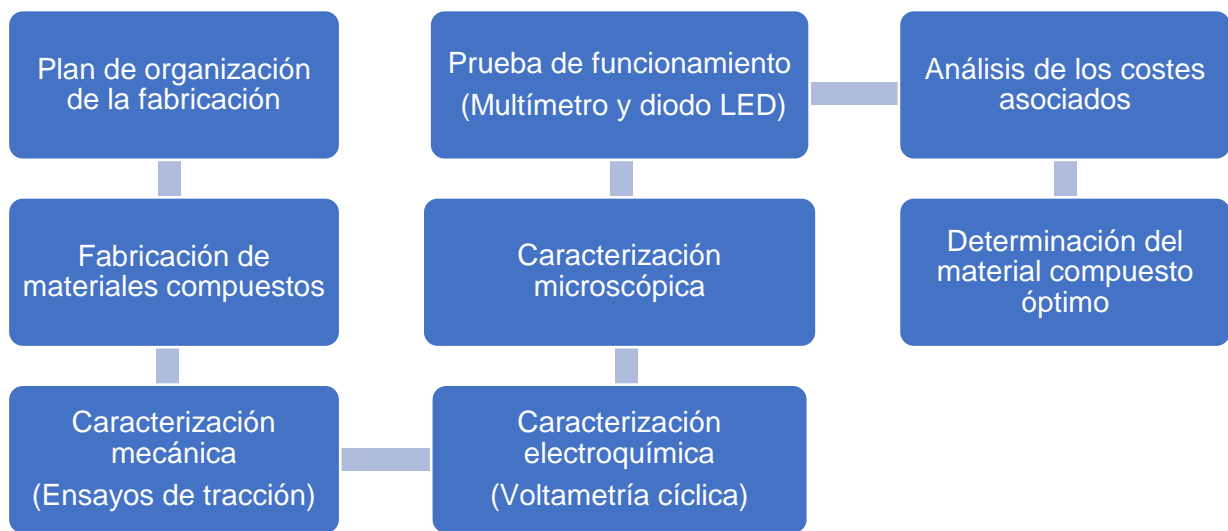 Plan de organización
de la fabricación
Fabricación de
materiales compuestos
Caracterización
mecánica
(Ensayos de tracción)
Caracterización
electroquímica
(Voltametría cíclica)
Caracterización
microscópica
Prueba de funcionamiento
(Multímetro y diodo LED)
Análisis de los costes
asociados
Determinación del
material compuesto
óptimo